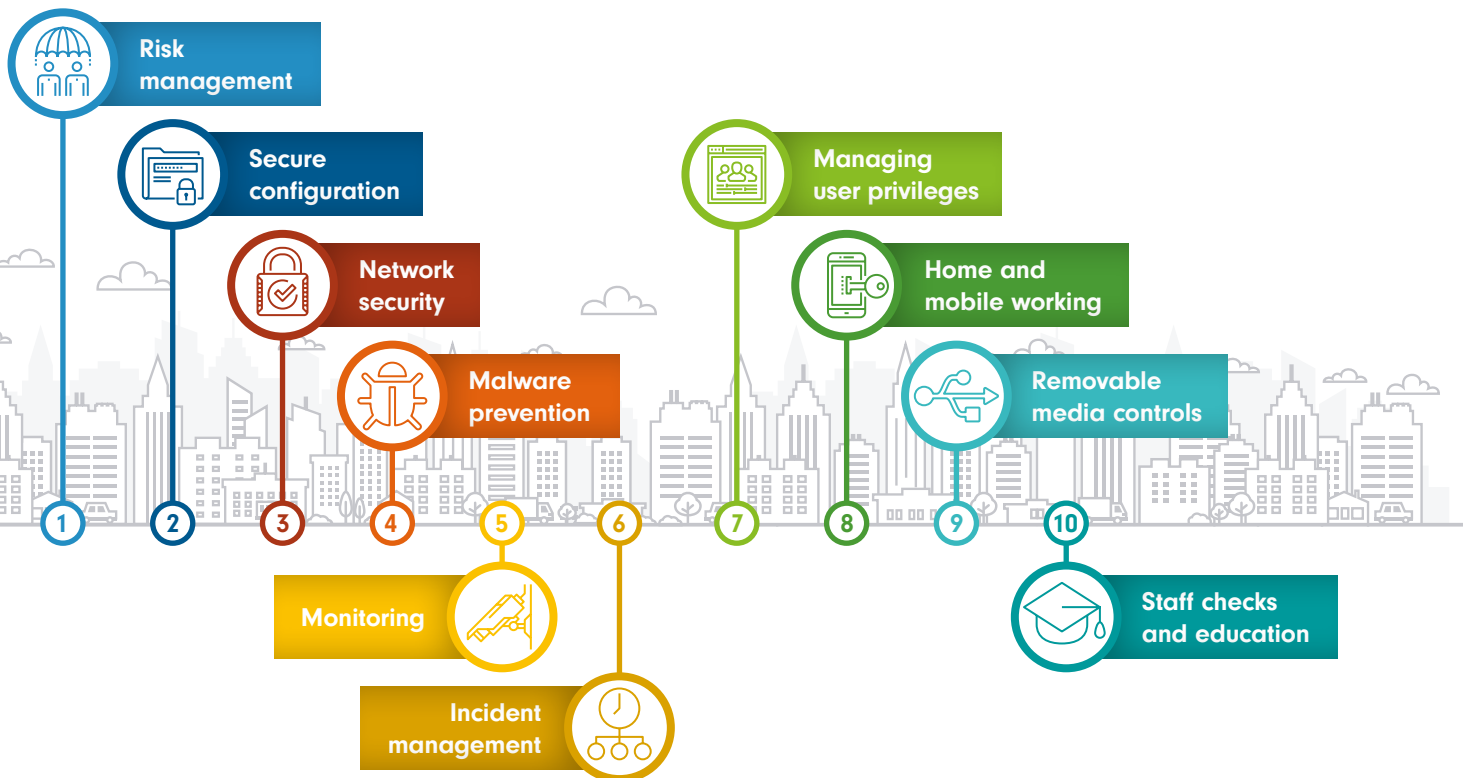 Risk
management
Secure
configuration
Network
security
Malware
prevention
Managing
user privileges
Home and
mobile working
Removable
media controls
1
2
3
4
5
6
7
8
9
10
Monitoring
Staff checks
and education
Incident
management